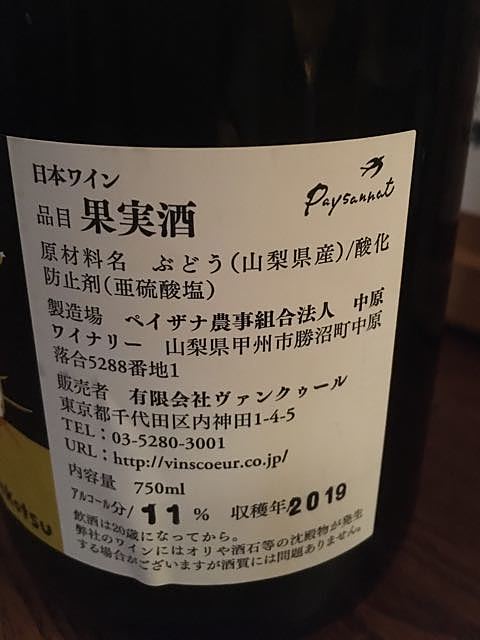 日本ワイン
Paysannat
品目 果実酒
原材料名 ぶどう(山梨県産)/酸化
防止剤(亜硫酸塩)
製造場 ペイザナ農事組合法人 中原
ワイナリー 山梨県甲州市勝沼町中原
落合5288番地1
販売者 有限会社ヴァンクゥール
東京都千代田区内神田1-4-5
TEL:03-5280-3001
URL:http://vinscoeur.co.jp/
内容量 750ml
アルコール分/11% 収穫年/2019
飲酒は20歳になってから。
弊社のワインにはオリや酒石等の沈殿物が発生
する場合がございますが酒質には問題ありません。